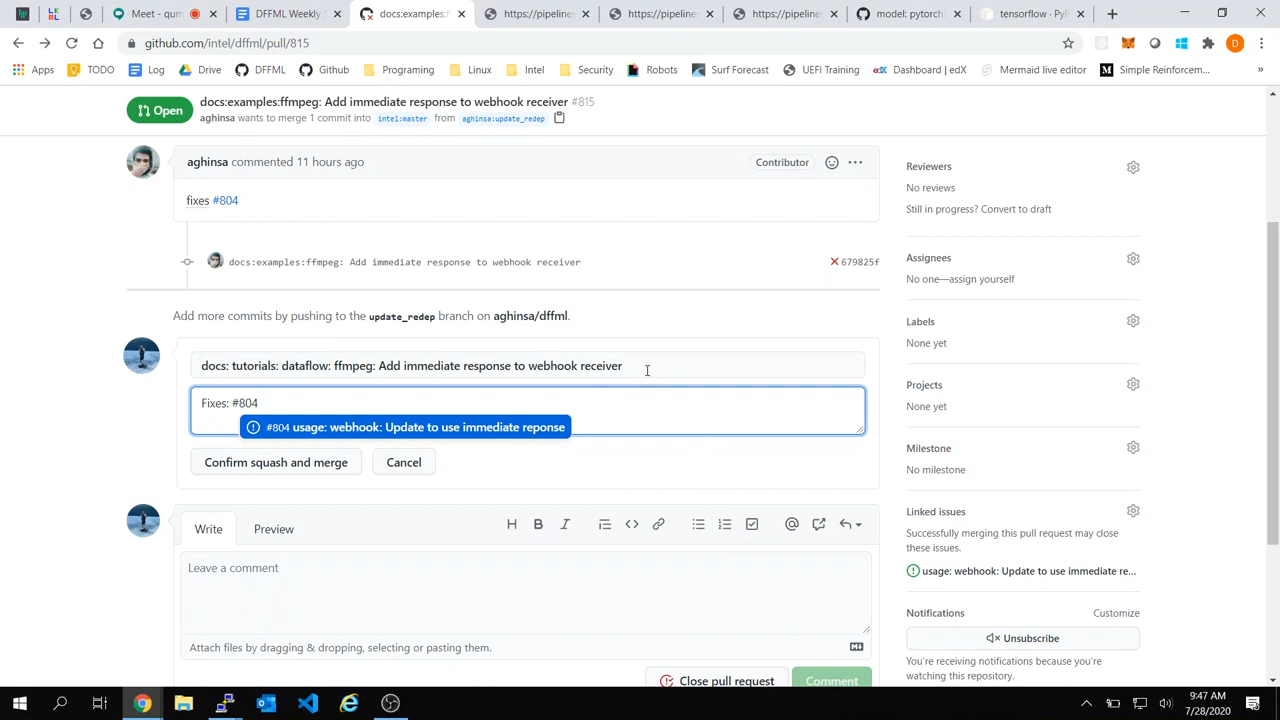 Meet - qum
DFFML Weekly S
docs:examples:f
https://pipeline
https://pipeline
https://pipeline
model: pytorch
tensorflow · PyP
github.com/intel/dffml/pull/815
D
Apps
TODO
Log
Drive
DFFML
Github
Programing
Linux
Intel
Security
Robots
Surf Forecast
UEFI Training
Dashboard | edX
Mermaid live editor
Simple Reinforcem...
»
Open
docs:examples:ffmpeg: Add immediate response to webhook receiver #815
aghinsa wants to merge 1 commit into intel:master from aghinsa:update_redep
aghinsa commented 11 hours ago
Contributor
fixes #804
docs:examples:ffmpeg: Add immediate response to webhook receiver
679825f
Add more commits by pushing to the update_redep branch on aghinsa/dffml.
docs: tutorials: dataflow: ffmpeg: Add immediate response to webhook receiver
Fixes: #804
#804 usage: webhook: Update to use immediate reponse
Confirm squash and merge
Cancel
Write
Preview
Leave a comment
Attach files by dragging & dropping, selecting or pasting them.
Close pull request
Comment
Reviewers
No reviews
Still in progress? Convert to draft
Assignees
No one—assign yourself
Labels
None yet
Projects
None yet
Milestone
No milestone
Linked issues
Successfully merging this pull request may close
these issues.
usage: webhook: Update to use immediate re...
Notifications
Customize
Unsubscribe
You're receiving notifications because you're
watching this repository.
9:47 AM
7/28/2020